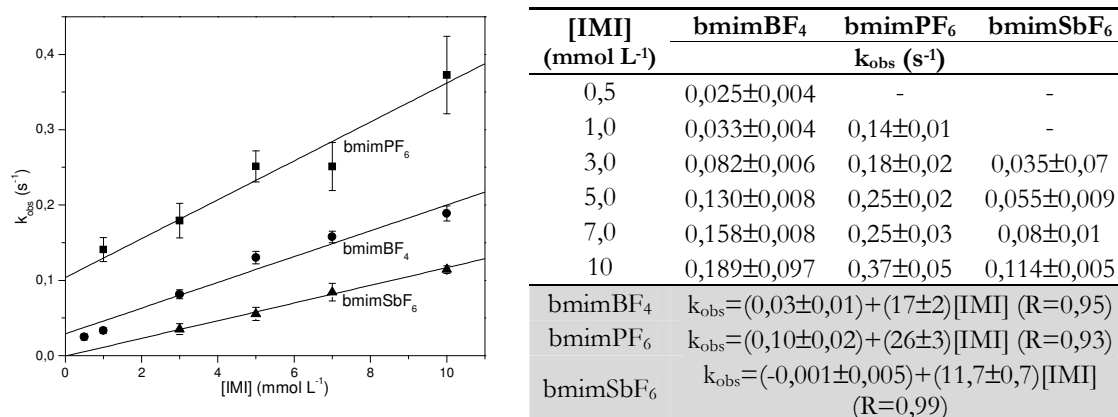 0,4
0,3
0,2
0,1
0,0
k_obs (s⁻¹)
bmimPF₆
bmimBF₄
bmimSbF₆
0 2 4 6 8 10
[IMI] (mmol L⁻¹)
[IMI] bmimBF₄ bmimPF₆ bmimSbF₆
(mmol L⁻¹) k_obs (s⁻¹)
0,5 0,025±0,004 - -
1,0 0,033±0,004 0,14±0,01 -
3,0 0,082±0,006 0,18±0,02 0,035±0,07
5,0 0,130±0,008 0,25±0,02 0,055±0,009
7,0 0,158±0,008 0,25±0,03 0,08±0,01
10 0,189±0,097 0,37±0,05 0,114±0,005
bmimBF₄ k_obs=(0,03±0,01)+(17±2)[IMI] (R=0,95)
bmimPF₆ k_obs=(0,10±0,02)+(26±3)[IMI] (R=0,93)
bmimSbF₆ k_obs=(-0,001±0,005)+(11,7±0,7)[IMI]
(R=0,99)